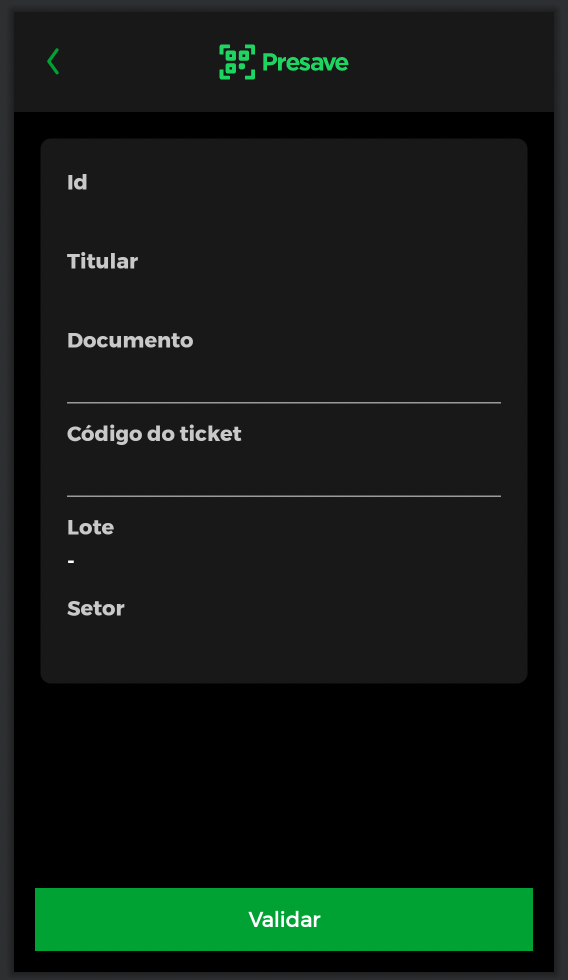 Presave
Id
Titular
Documento
Código do ticket
Lote
-
Setor
Validar